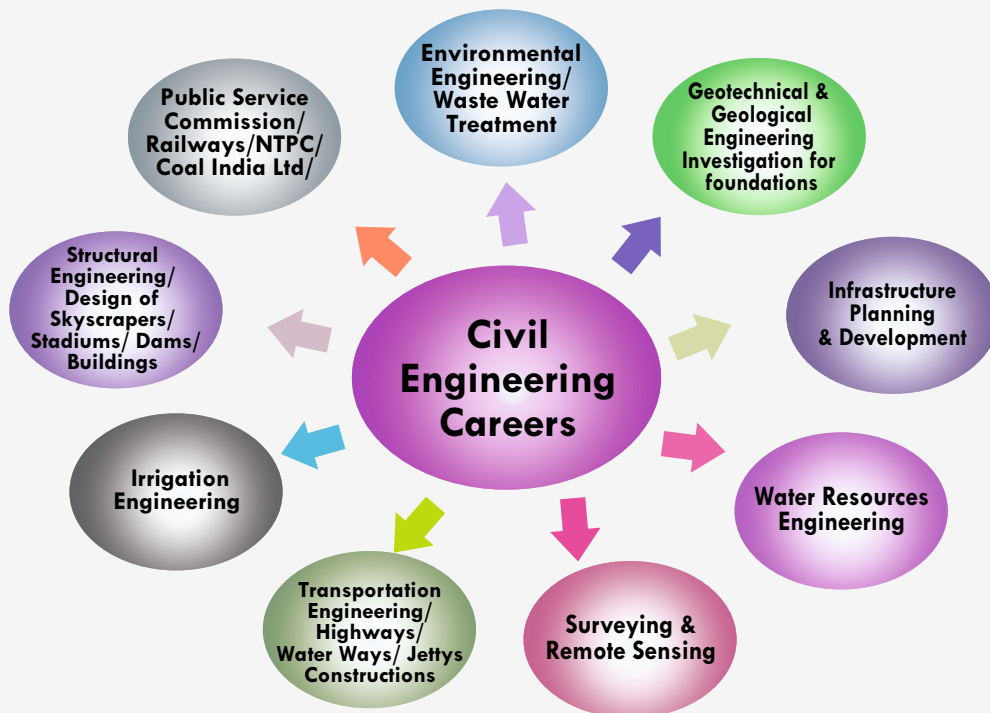 Environmental
Engineering/
Waste Water
Treatment
Geotechnical &
Geological
Engineering
Investigation for
foundations
Public Service
Commission/
Railways/NTPC/
Coal India Ltd/
Structural
Engineering/
Design of
Skyscrapers/
Stadiums/ Dams/
Buildings
Infrastructure
Planning
& Development
Civil
Engineering
Careers
Irrigation
Engineering
Water Resources
Engineering
Transportation
Engineering/
Highways/
Water Ways/ Jettys
Constructions
Surveying &
Remote Sensing